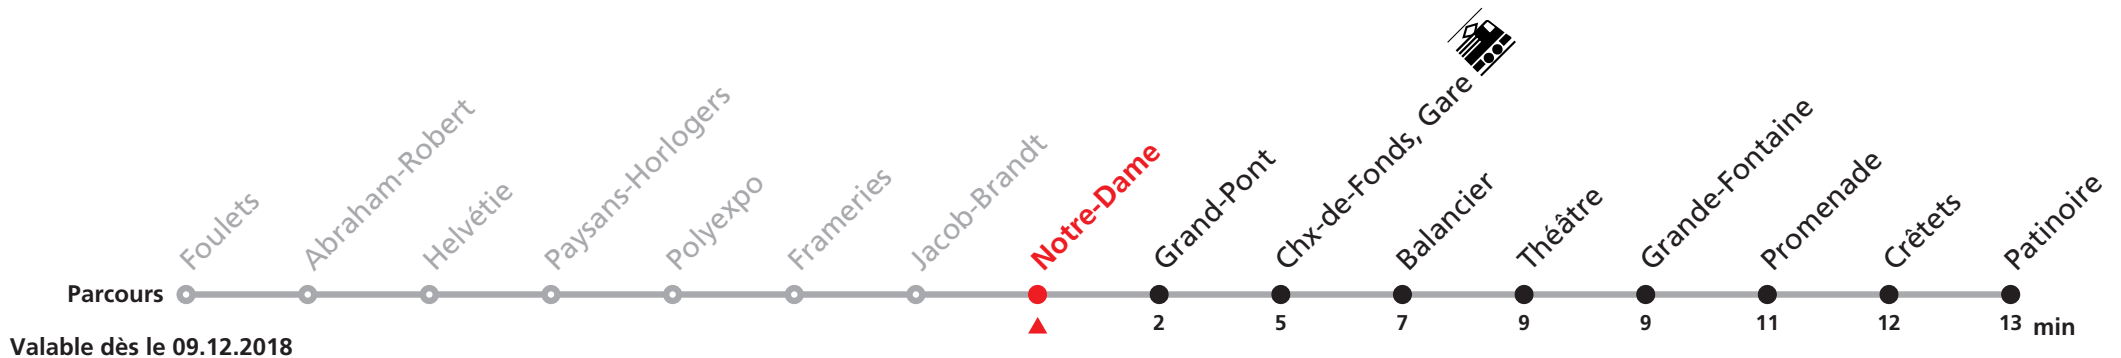 Foulets
Abraham-Robert
Helvétie
Paysans-Horlogers
Polyexpo
Frameries
Jacob-Brandt
Notre-Dame
Grand-Pont
Chx-de-Fonds, Gare
Balancier
Théâtre
Grande-Fontaine
Promenade
Crêtets
Patinoire
Parcours
2 5 7 9 9 11 12 13 min
Valable dès le 09.12.2018